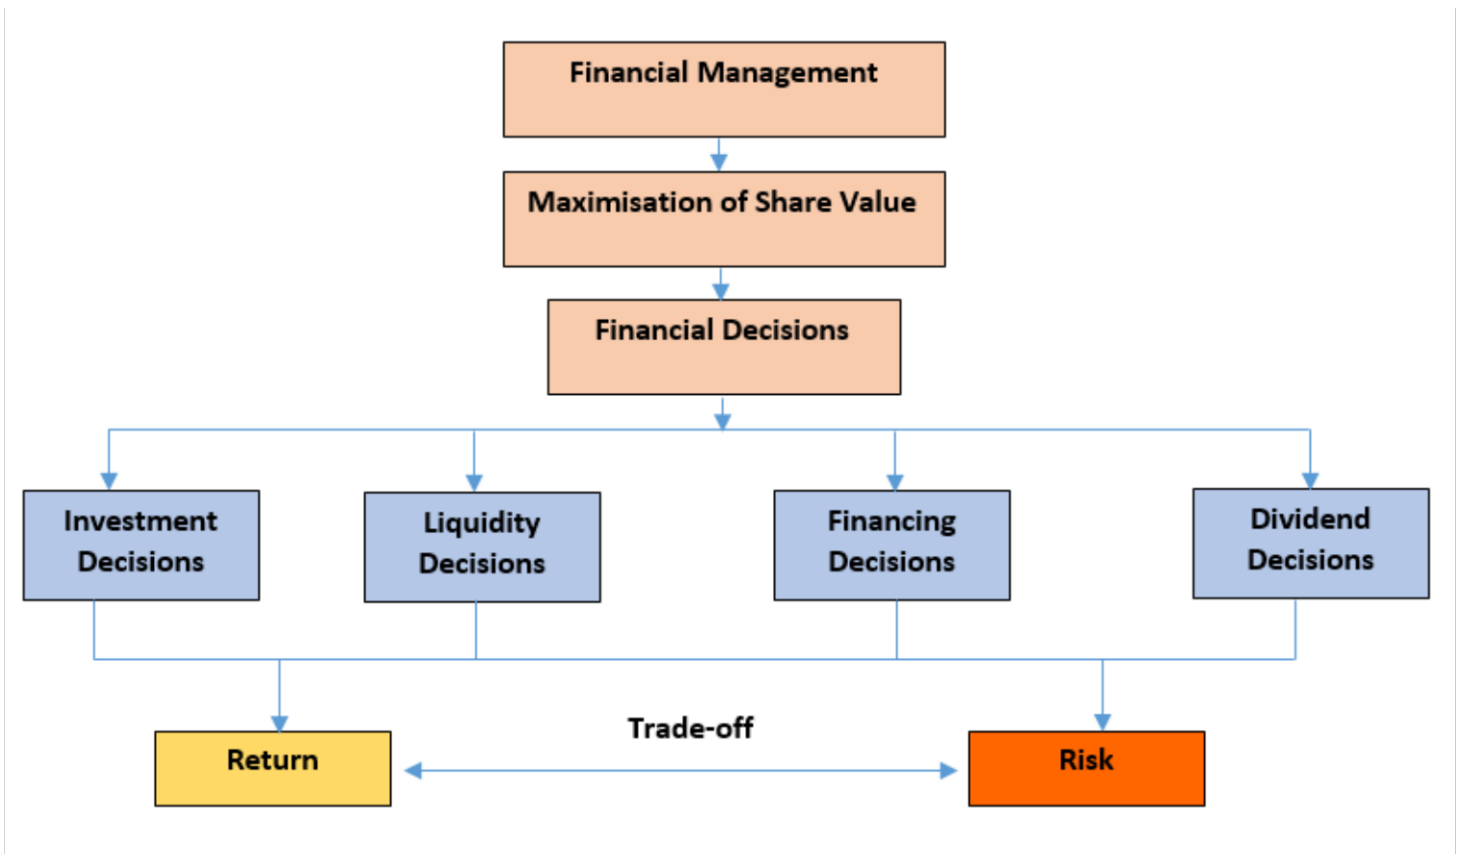 Financial Management
Maximisation of Share Value
Financial Decisions
Investment
Decisions
Liquidity
Decisions
Financing
Decisions
Dividend
Decisions
Trade-off
Return
Risk